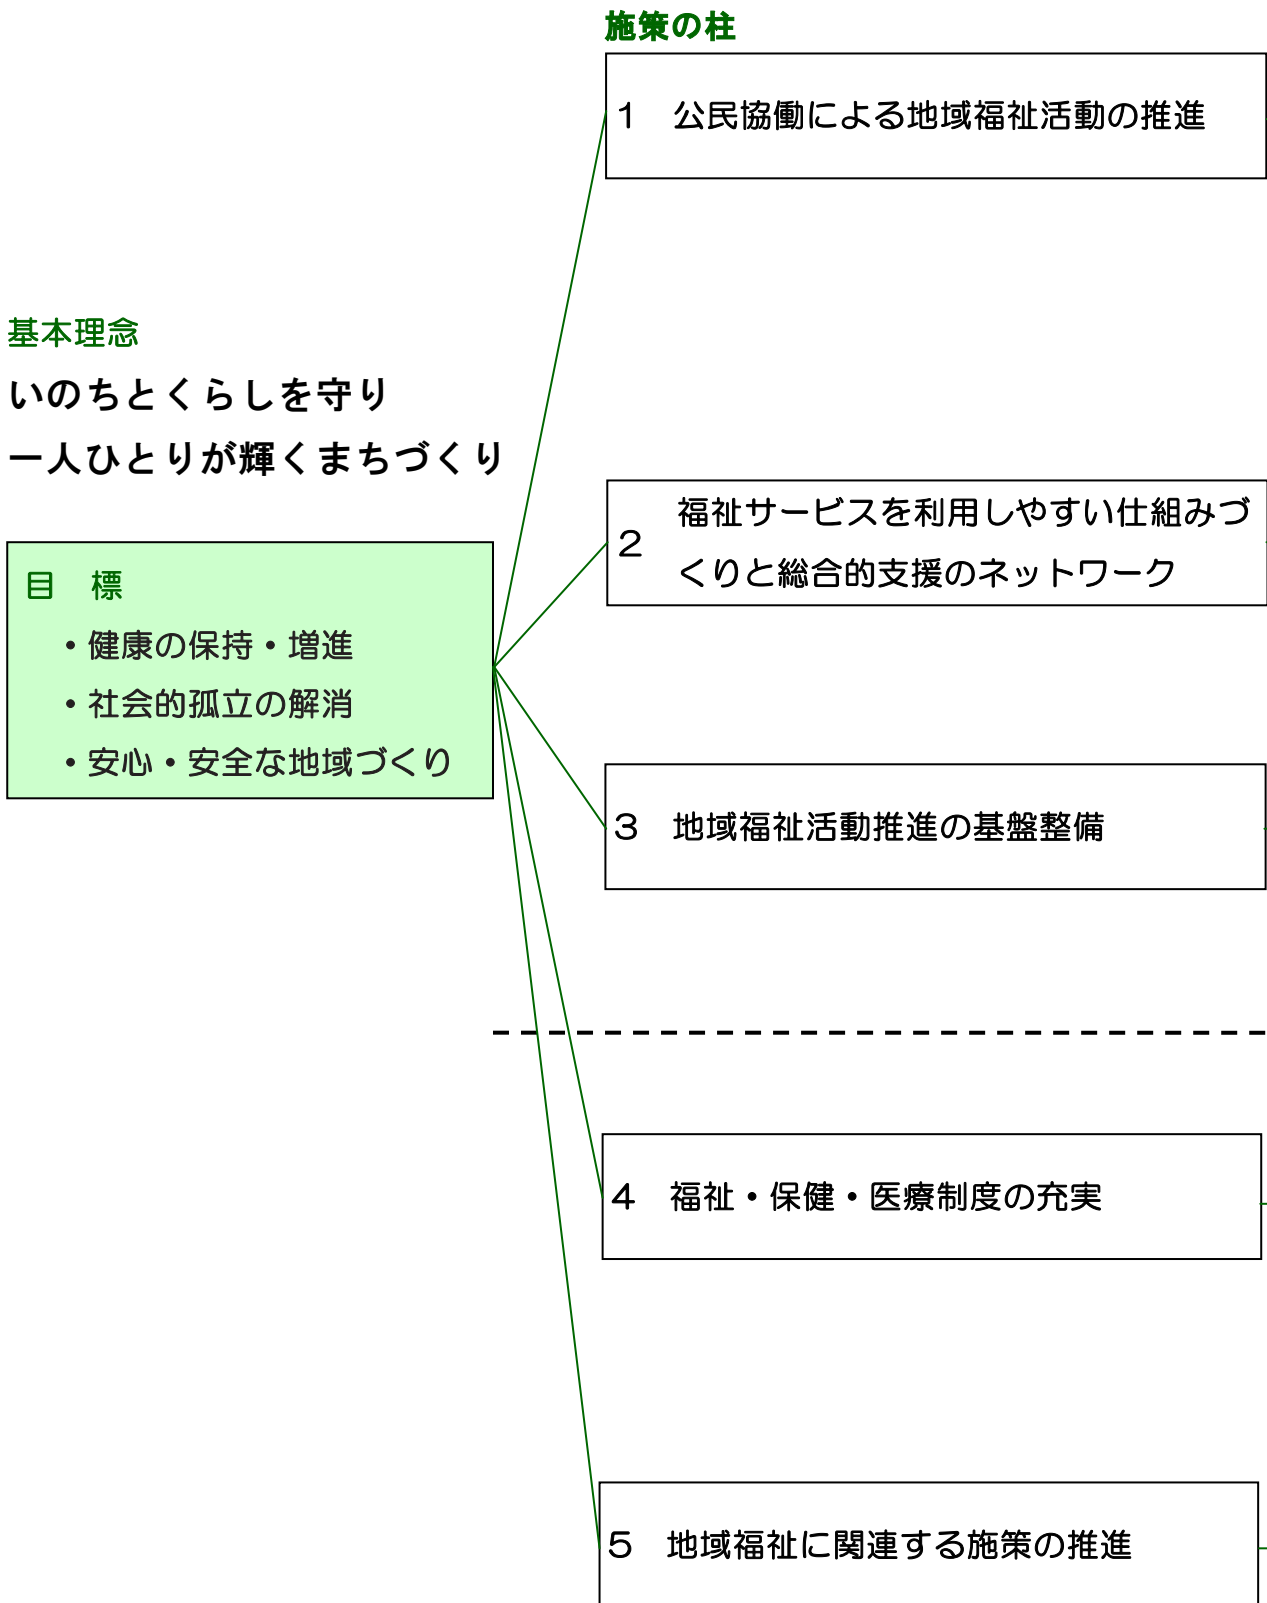 施策の柱
１　公民協働による地域福祉活動の推進
基本理念
いのちとくらしを守り
一人ひとりが輝くまちづくり
２　福祉サービスを利用しやすい仕組みづ
くりと総合的支援のネットワーク
目　標
・健康の保持・増進
・社会的孤立の解消
・安心・安全な地域づくり
３　地域福祉活動推進の基盤整備
４　福祉・保健・医療制度の充実
５　地域福祉に関連する施策の推進